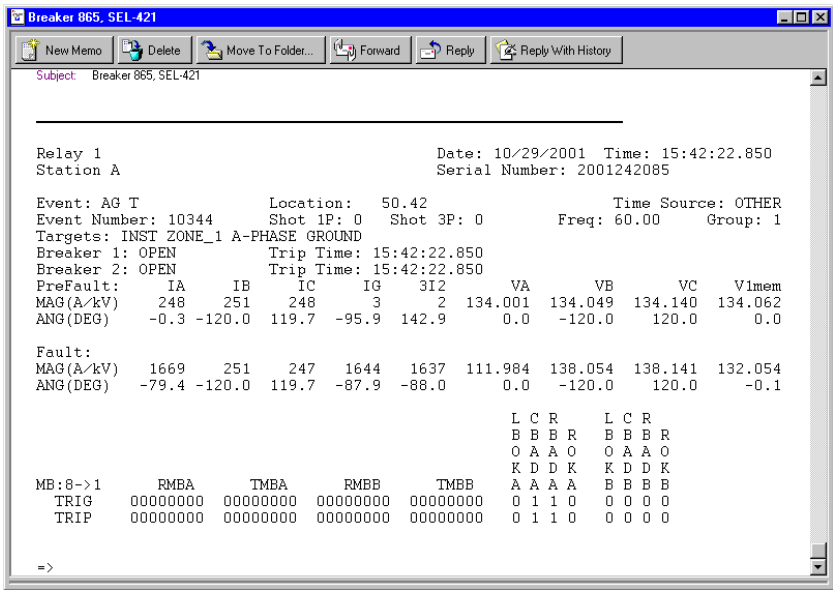 Breaker 865, SEL-421
New Memo Delete Move To Folder... Forward Reply Reply With History
Subject: Breaker 865, SEL-421
Relay 1 Date: 10/29/2001 Time: 15:42:22.850
Station A Serial Number: 2001242085
Event: AG T Location: 50.42 Time Source: OTHER
Event Number: 10344 Shot 1P: 0 Shot 3P: 0 Freq: 60.00 Group: 1
Targets: INST ZONE_1 A-PHASE GROUND
Breaker 1: OPEN Trip Time: 15:42:22.850
Breaker 2: OPEN Trip Time: 15:42:22.850
PreFault: IA IB IC IG 3I2 VA VB VC V1mem
MAG(A/kV) 248 251 248 3 2 134.001 134.049 134.140 134.062
ANG(DEG) -0.3 -120.0 119.7 -95.9 142.9 0.0 -120.0 120.0 0.0
Fault:
MAG(A/kV) 1669 251 247 1644 1637 111.984 138.054 138.141 132.054
ANG(DEG) -79.4 -120.0 119.7 -87.9 -88.0 0.0 -120.0 120.0 -0.1
L C R L C R
B B B R B B B R
O A A O O A A O
K D D K K D D K
MB:8->1 RMBA TMBA RMBB TMBB A A A A B B B B
TRIG 00000000 00000000 00000000 00000000 0 1 1 0 0 0 0 0
TRIP 00000000 00000000 00000000 00000000 0 1 1 0 0 0 0 0
=>